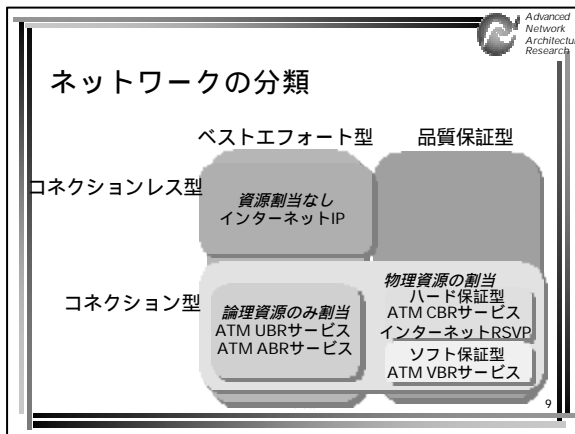 Advanced
Network
Architectur
Research
ネットワークの分類
ベストエフォート型 品質保証型
コネクションレス型
資源割当なし
インターネットIP
コネクション型
論理資源のみ割当
ATM UBRサービス
ATM ABRサービス
物理資源の割当
ハード保証型
ATM CBRサービス
インターネットRSVP
ソフト保証型
ATM VBRサービス
9